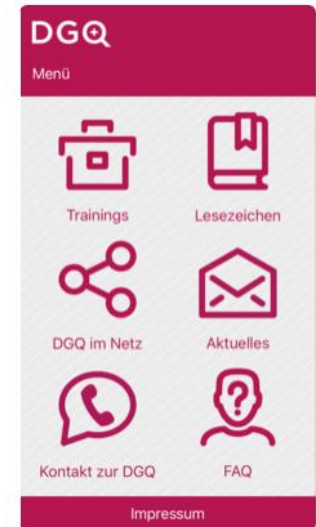 DGQ
Menü
Trainings
Lesezeichen
DGQ im Netz
Aktuelles
Kontakt zur DGQ
FAQ
Impressum